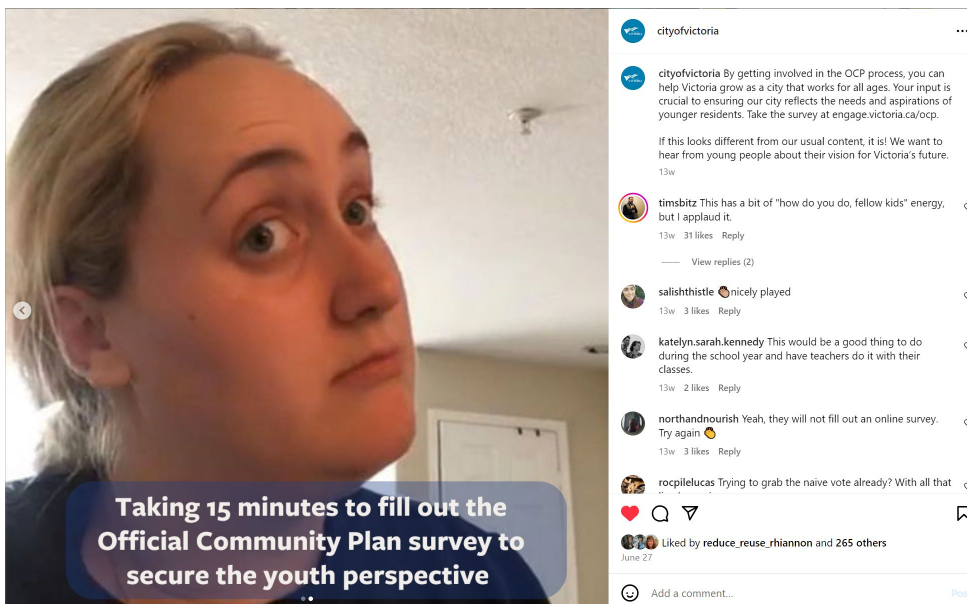 Taking 15 minutes to fill out the
Official Community Plan survey to
secure the youth perspective
cityofvictoria
cityofvictoria By getting involved in the OCP process, you can
help Victoria grow as a city that works for all ages. Your input is
crucial to ensuring our city reflects the needs and aspirations of
younger residents. Take the survey at engage.victoria.ca/ocp.
If this looks different from our usual content, it is! We want to
hear from young people about their vision for Victoria's future.
13w
timsbitz This has a bit of "how do you do, fellow kids" energy,
but I applaud it.
13w 31 likes Reply
View replies (2)
salishthistle 👏🏽nicely played
13w 3 likes Reply
katelyn.sarah.kennedy This would be a good thing to do
during the school year and have teachers do it with their
classes.
13w 2 likes Reply
northandnourish Yeah, they will not fill out an online survey.
Try again 👏
13w 3 likes Reply
rocpilelucas Trying to grab the naive vote already? With all that
Liked by reduce_reuse_rhiannon and 265 others
June 27
Add a comment...